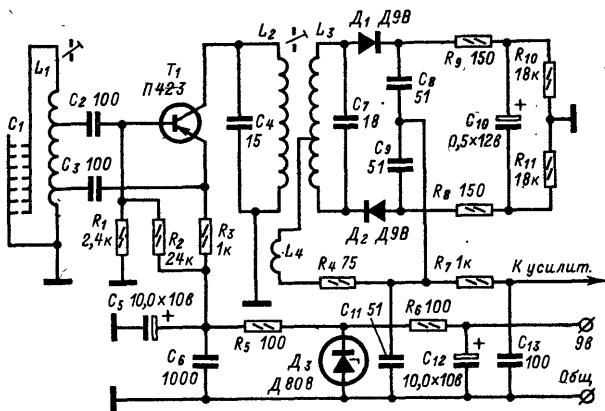 L1
C1
C2 100
C3 100
R1
2,4к
R2
24к
R3
1к
T1
П423
L2
L3
C4
15
C7
18
L4
Д1 Д9В
Д2 Д9В
C8
51
C9
51
R9 150
R8 150
C10
0,5×12в
R10
18к
R11
18к
R4 75
R7 1к
К усилит.
C5 10,0×10в
C6
1000
R5
100
Д3
Д808
C11 51
R6 100
C12
10,0×10в
C13
100
9в
Общ